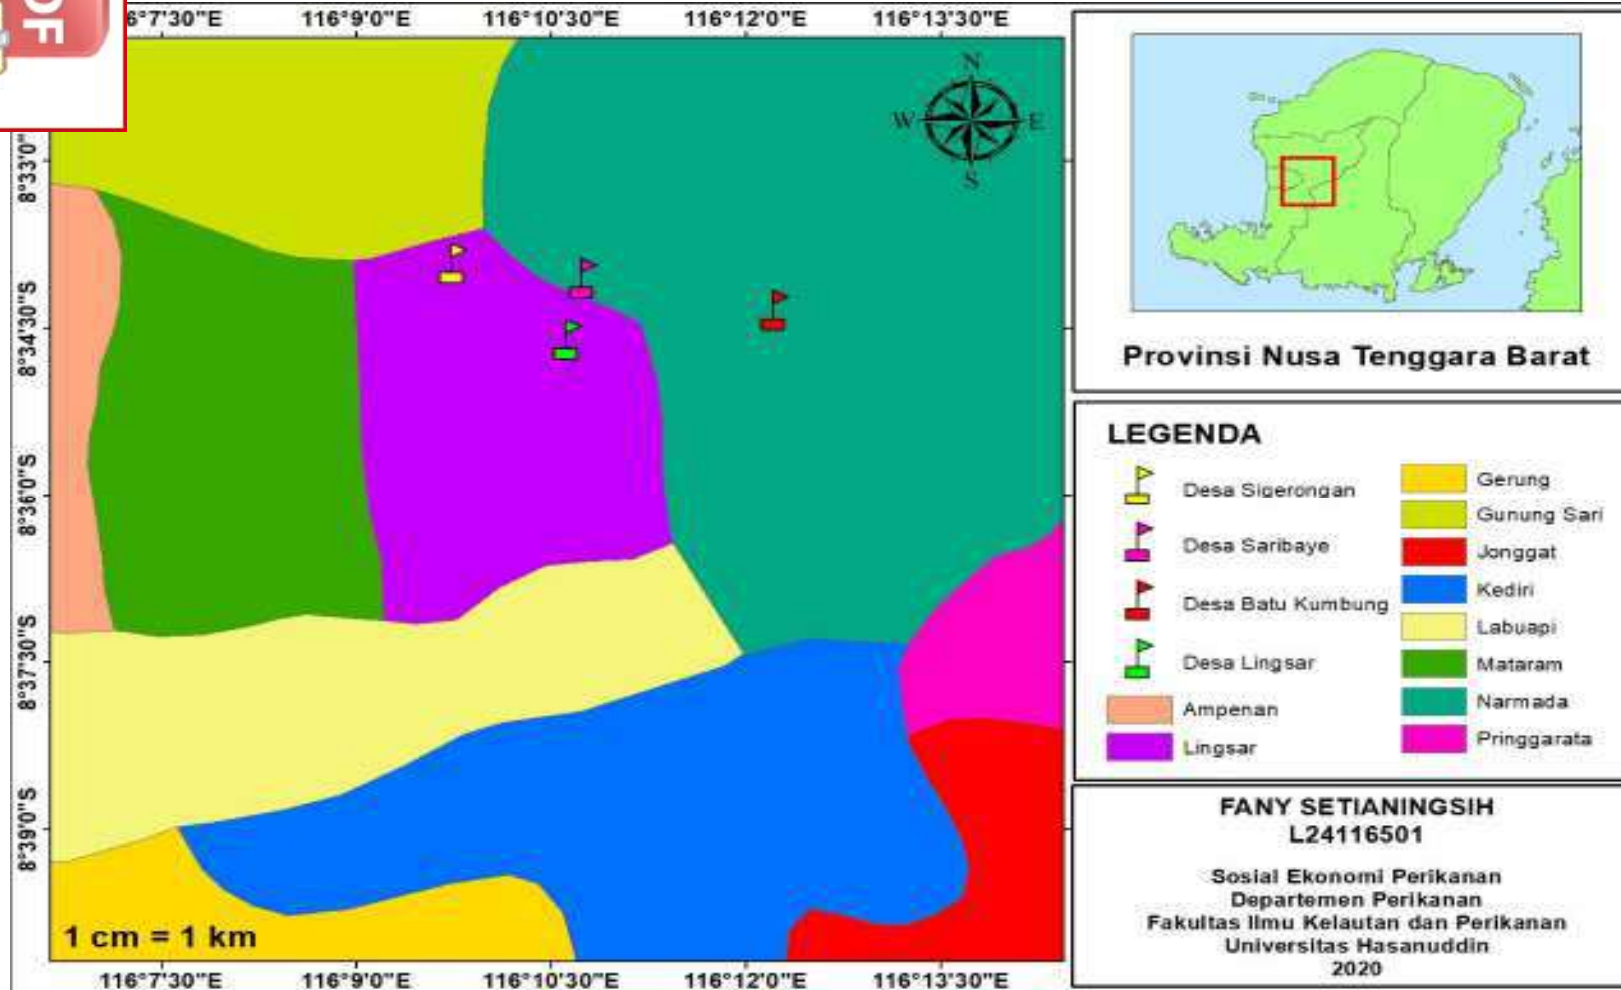 DF
6°7'30"E 116°9'0"E 116°10'30"E 116°12'0"E 116°13'30"E
N
W E
S
8°33'0"
8°34'30"S
8°36'0"S
8°37'30"S
8°39'0"S
1 cm = 1 km
116°7'30"E 116°9'0"E 116°10'30"E 116°12'0"E 116°13'30"E
Provinsi Nusa Tenggara Barat
LEGENDA
Desa Sigerongan
Desa Saribaye
Desa Batu Kumbung
Desa Lingsar
Ampenan
Lingsar
Gerung
Gunung Sari
Jonggat
Kediri
Labuapi
Mataram
Narmada
Pringgarata
FANY SETIANINGSIH
L24116501
Sosial Ekonomi Perikanan
Departemen Perikanan
Fakultas Ilmu Kelautan dan Perikanan
Universitas Hasanuddin
2020